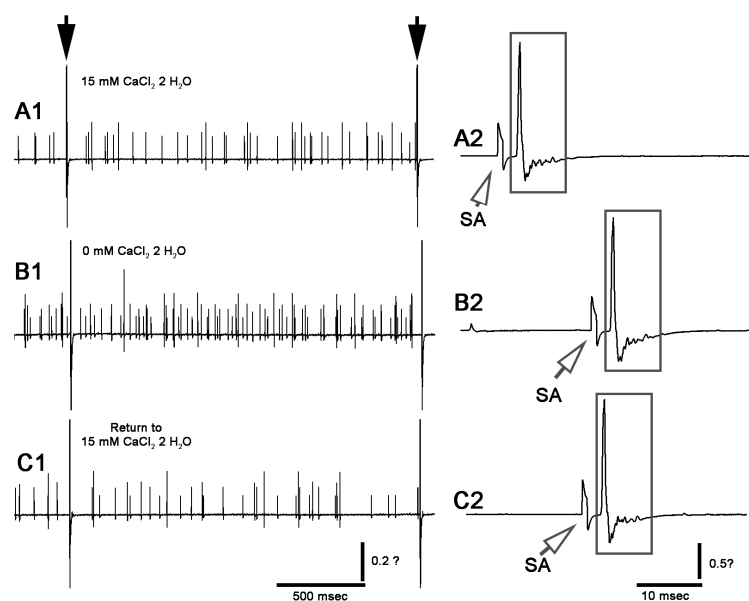 15 mM CaCl₂ 2 H₂O
A1
A2
SA
0 mM CaCl₂ 2 H₂O
B1
B2
SA
Return to
15 mM CaCl₂ 2 H₂O
C1
C2
SA
0.2 ?
500 msec
0.5?
10 msec